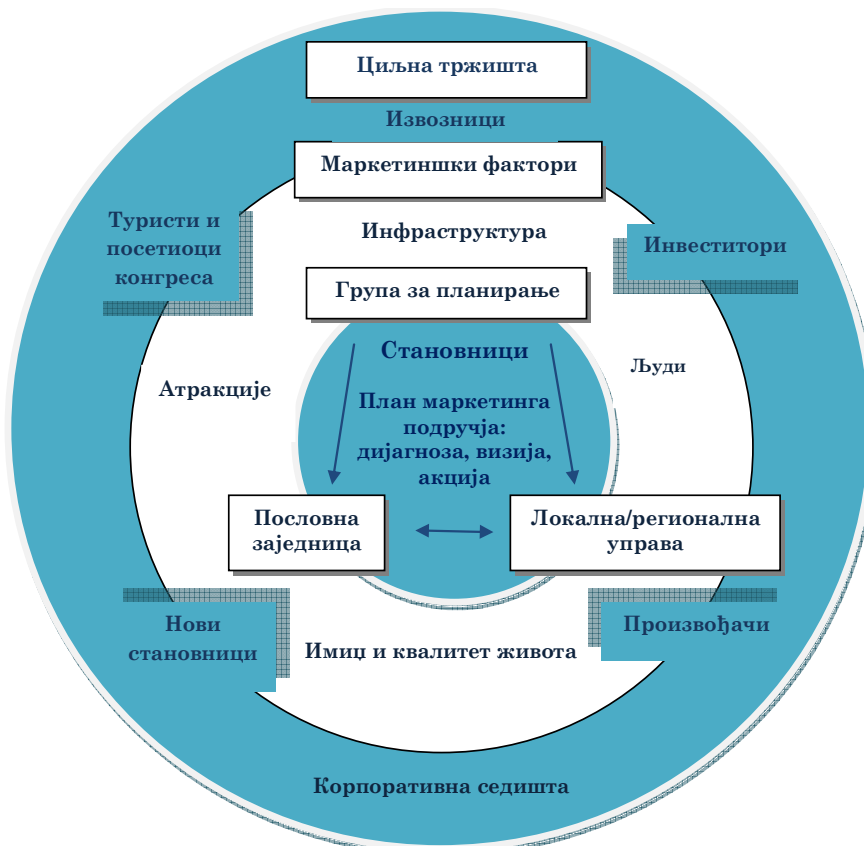 Циљна тржишта
Извозници
Маркетиншки фактори
Туристи и
посетиоци
конгреса
Инфраструктура
Инвеститори
Група за планирање
Становници
Људи
Атракције
План маркетинга
подручја:
дијагноза, визија,
акција
Пословна
заједница
Локална/регионална
управа
Нови
становници
Произвођачи
Имиџ и квалитет живота
Корпоративна седишта